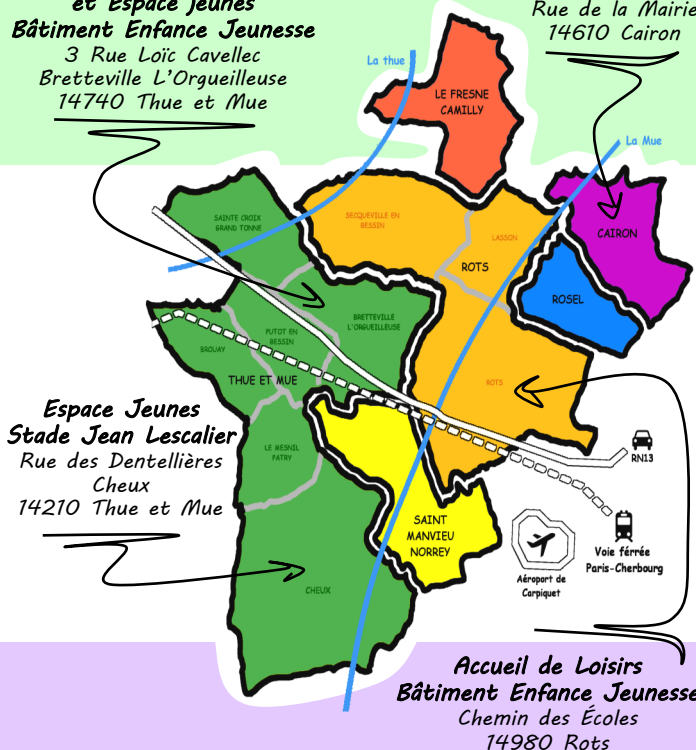 et Espace jeunes
Bâtiment Enfance Jeunesse
3 Rue Loïc Cavellec
Bretteville L'Orgueilleuse
14740 Thue et Mue
Rue de la Mairie
14610 Cairon
La thue
LE FRESNE
CAMILLY
La Mue
SAINTE CROIX
GRAND TONNE
SECQUEVILLE EN
BESSIN
LASSON
CAIRON
ROTS
ROSEL
BRETTEVILLE
L'ORGUEILLEUSE
PUTOT EN
BESSIN
BROUAY
THUE ET MUE
ROTS
Espace Jeunes
Stade Jean Lescalier
Rue des Dentellières
Cheux
14210 Thue et Mue
LE MESNIL
PATRY
RN13
SAINT
MANVIEU
NORREY
Voie férrée
Paris-Cherbourg
Aéroport de
Carpiquet
CHEUX
Accueil de Loisirs
Bâtiment Enfance Jeunesse
Chemin des Écoles
14980 Rots